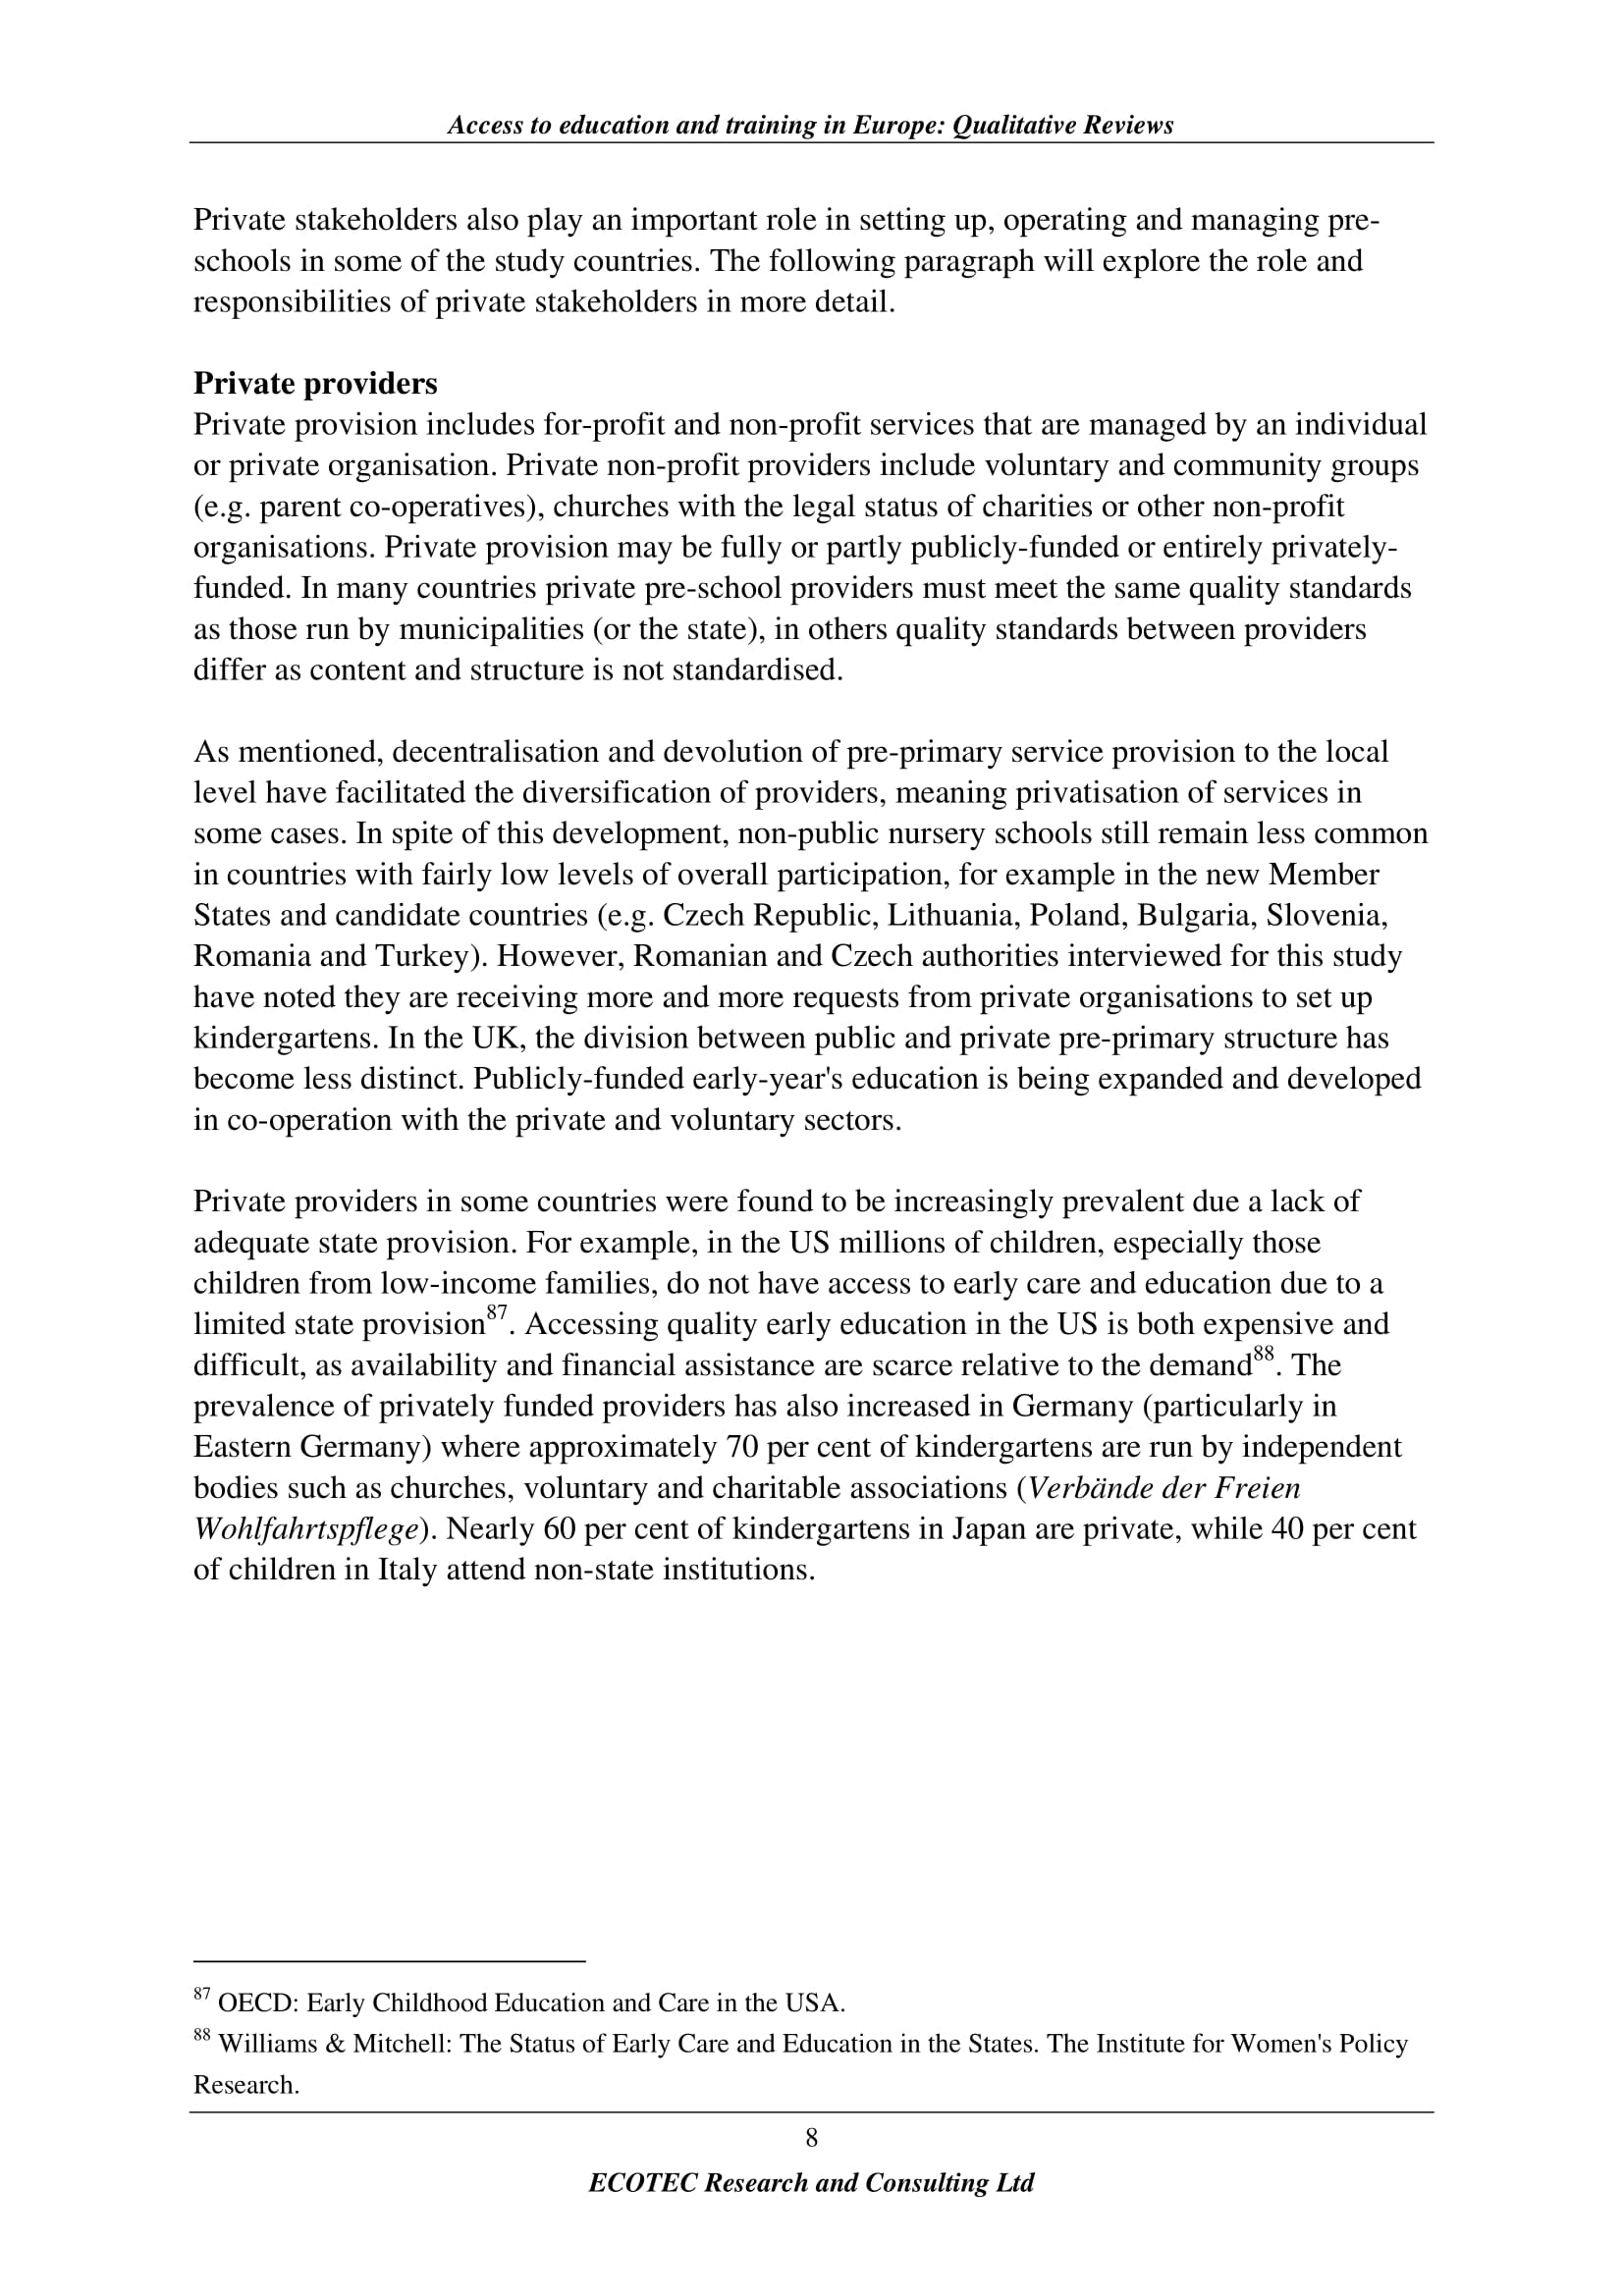 Access to education and training in Europe: Qualitative Reviews
Private stakeholders also play an important role in setting up, operating and managing pre-
schools in some of the study countries. The following paragraph will explore the role and
responsibilities of private stakeholders in more detail.
Private providers
Private provision includes for-profit and non-profit services that are managed by an individual
or private organisation. Private non-profit providers include voluntary and community groups
(e.g. parent co-operatives), churches with the legal status of charities or other non-profit
organisations. Private provision may be fully or partly publicly-funded or entirely privately-
funded. In many countries private pre-school providers must meet the same quality standards
as those run by municipalities (or the state), in others quality standards between providers
differ as content and structure is not standardised.
As mentioned, decentralisation and devolution of pre-primary service provision to the local
level have facilitated the diversification of providers, meaning privatisation of services in
some cases. In spite of this development, non-public nursery schools still remain less common
in countries with fairly low levels of overall participation, for example in the new Member
States and candidate countries (e.g. Czech Republic, Lithuania, Poland, Bulgaria, Slovenia,
Romania and Turkey). However, Romanian and Czech authorities interviewed for this study
have noted they are receiving more and more requests from private organisations to set up
kindergartens. In the UK, the division between public and private pre-primary structure has
become less distinct. Publicly-funded early-year's education is being expanded and developed
in co-operation with the private and voluntary sectors.
Private providers in some countries were found to be increasingly prevalent due a lack of
adequate state provision. For example, in the US millions of children, especially those
children from low-income families, do not have access to early care and education due to a
limited state provision87. Accessing quality early education in the US is both expensive and
difficult, as availability and financial assistance are scarce relative to the demand88. The
prevalence of privately funded providers has also increased in Germany (particularly in
Eastern Germany) where approximately 70 per cent of kindergartens are run by independent
bodies such as churches, voluntary and charitable associations (Verbände der Freien
Wohlfahrtspflege). Nearly 60 per cent of kindergartens in Japan are private, while 40 per cent
of children in Italy attend non-state institutions.
87 OECD: Early Childhood Education and Care in the USA.
88 Williams & Mitchell: The Status of Early Care and Education in the States. The Institute for Women's Policy
Research.
8
ECOTEC Research and Consulting Ltd